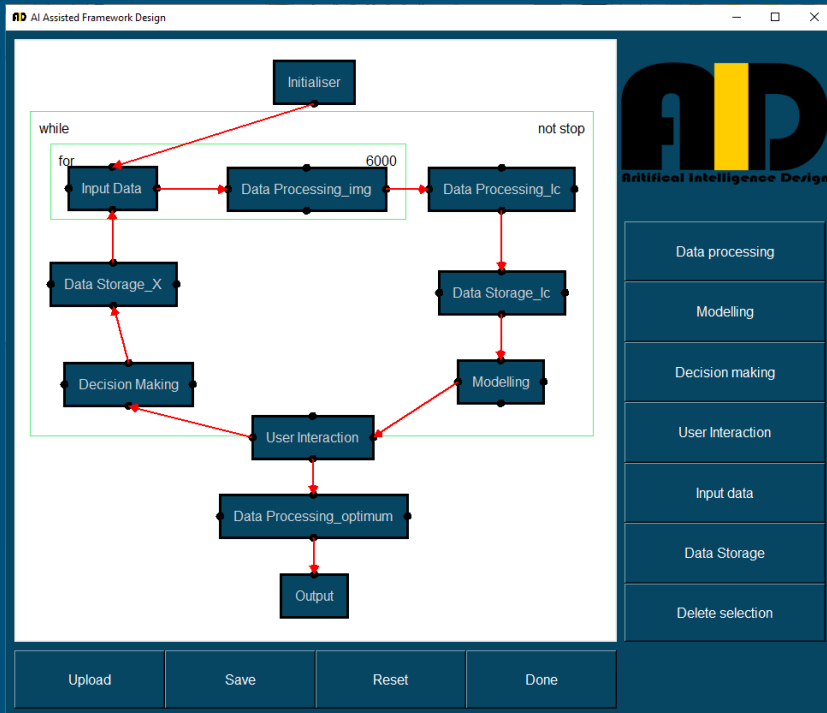 AID AI Assisted Framework Design
Initialiser
while
not stop
for
6000
Input Data
Data Processing_img
Data Processing_lc
Data Storage_X
Data Storage_lc
Decision Making
Modelling
User Interaction
Data Processing_optimum
Output
AID
Aritifical Intelligence Design
Data processing
Modelling
Decision making
User Interaction
Input data
Data Storage
Delete selection
Upload
Save
Reset
Done